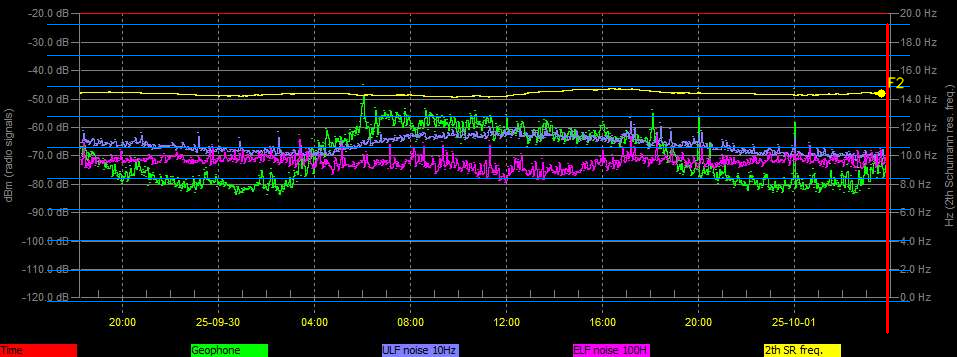 -20.0 dB 20.0 Hz
-30.0 dB 18.0 Hz
-40.0 dB 16.0 Hz
-50.0 dB 14.0 Hz
-60.0 dB 12.0 Hz
-70.0 dB 10.0 Hz
-80.0 dB 8.0 Hz
-90.0 dB 6.0 Hz
-100.0 dB 4.0 Hz
-110.0 dB 2.0 Hz
-120.0 dB 0.0 Hz
dBm (radio signals)
F2
Hz (2th Schumann res. freq.)
20:00 25-09-30 04:00 08:00 12:00 16:00 20:00 25-10-01
Time Geophone ULF noise 10Hz ELF noise 100H 2th SR freq.